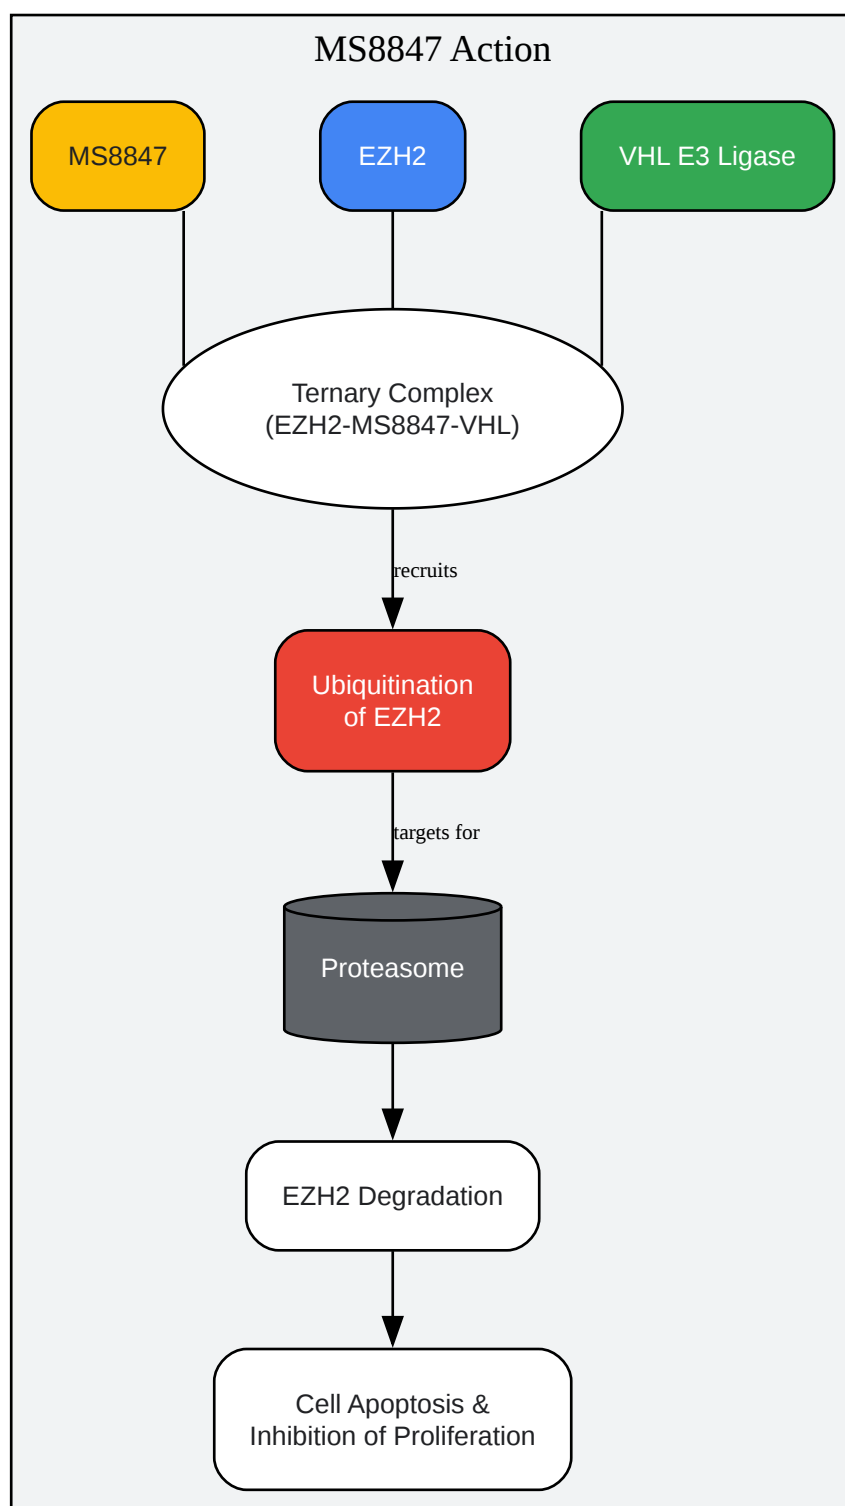 MS8847 Action
MS8847
EZH2
VHL E3 Ligase
Ternary Complex
(EZH2-MS8847-VHL)
recruits
Ubiquitination
of EZH2
targets for
Proteasome
EZH2 Degradation
Cell Apoptosis &
Inhibition of Proliferation